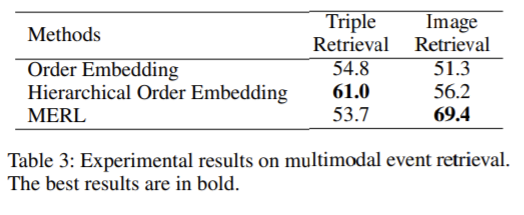 Methods Triple Retrieval Image Retrieval
Order Embedding 54.8 51.3
Hierarchical Order Embedding 61.0 56.2
MERL 53.7 69.4
Table 3: Experimental results on multimodal event retrieval.
The best results are in bold.